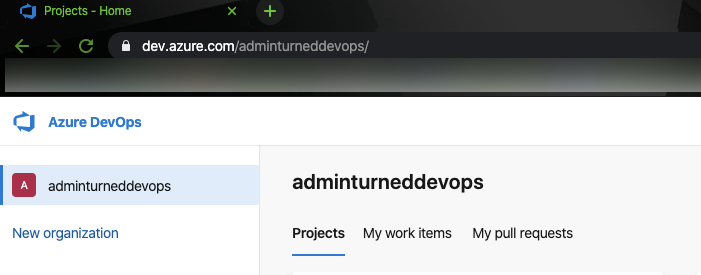 Projects - Home
dev.azure.com/adminturneddevops/
Azure DevOps
A adminturneddevops
New organization
adminturneddevops
Projects My work items My pull requests